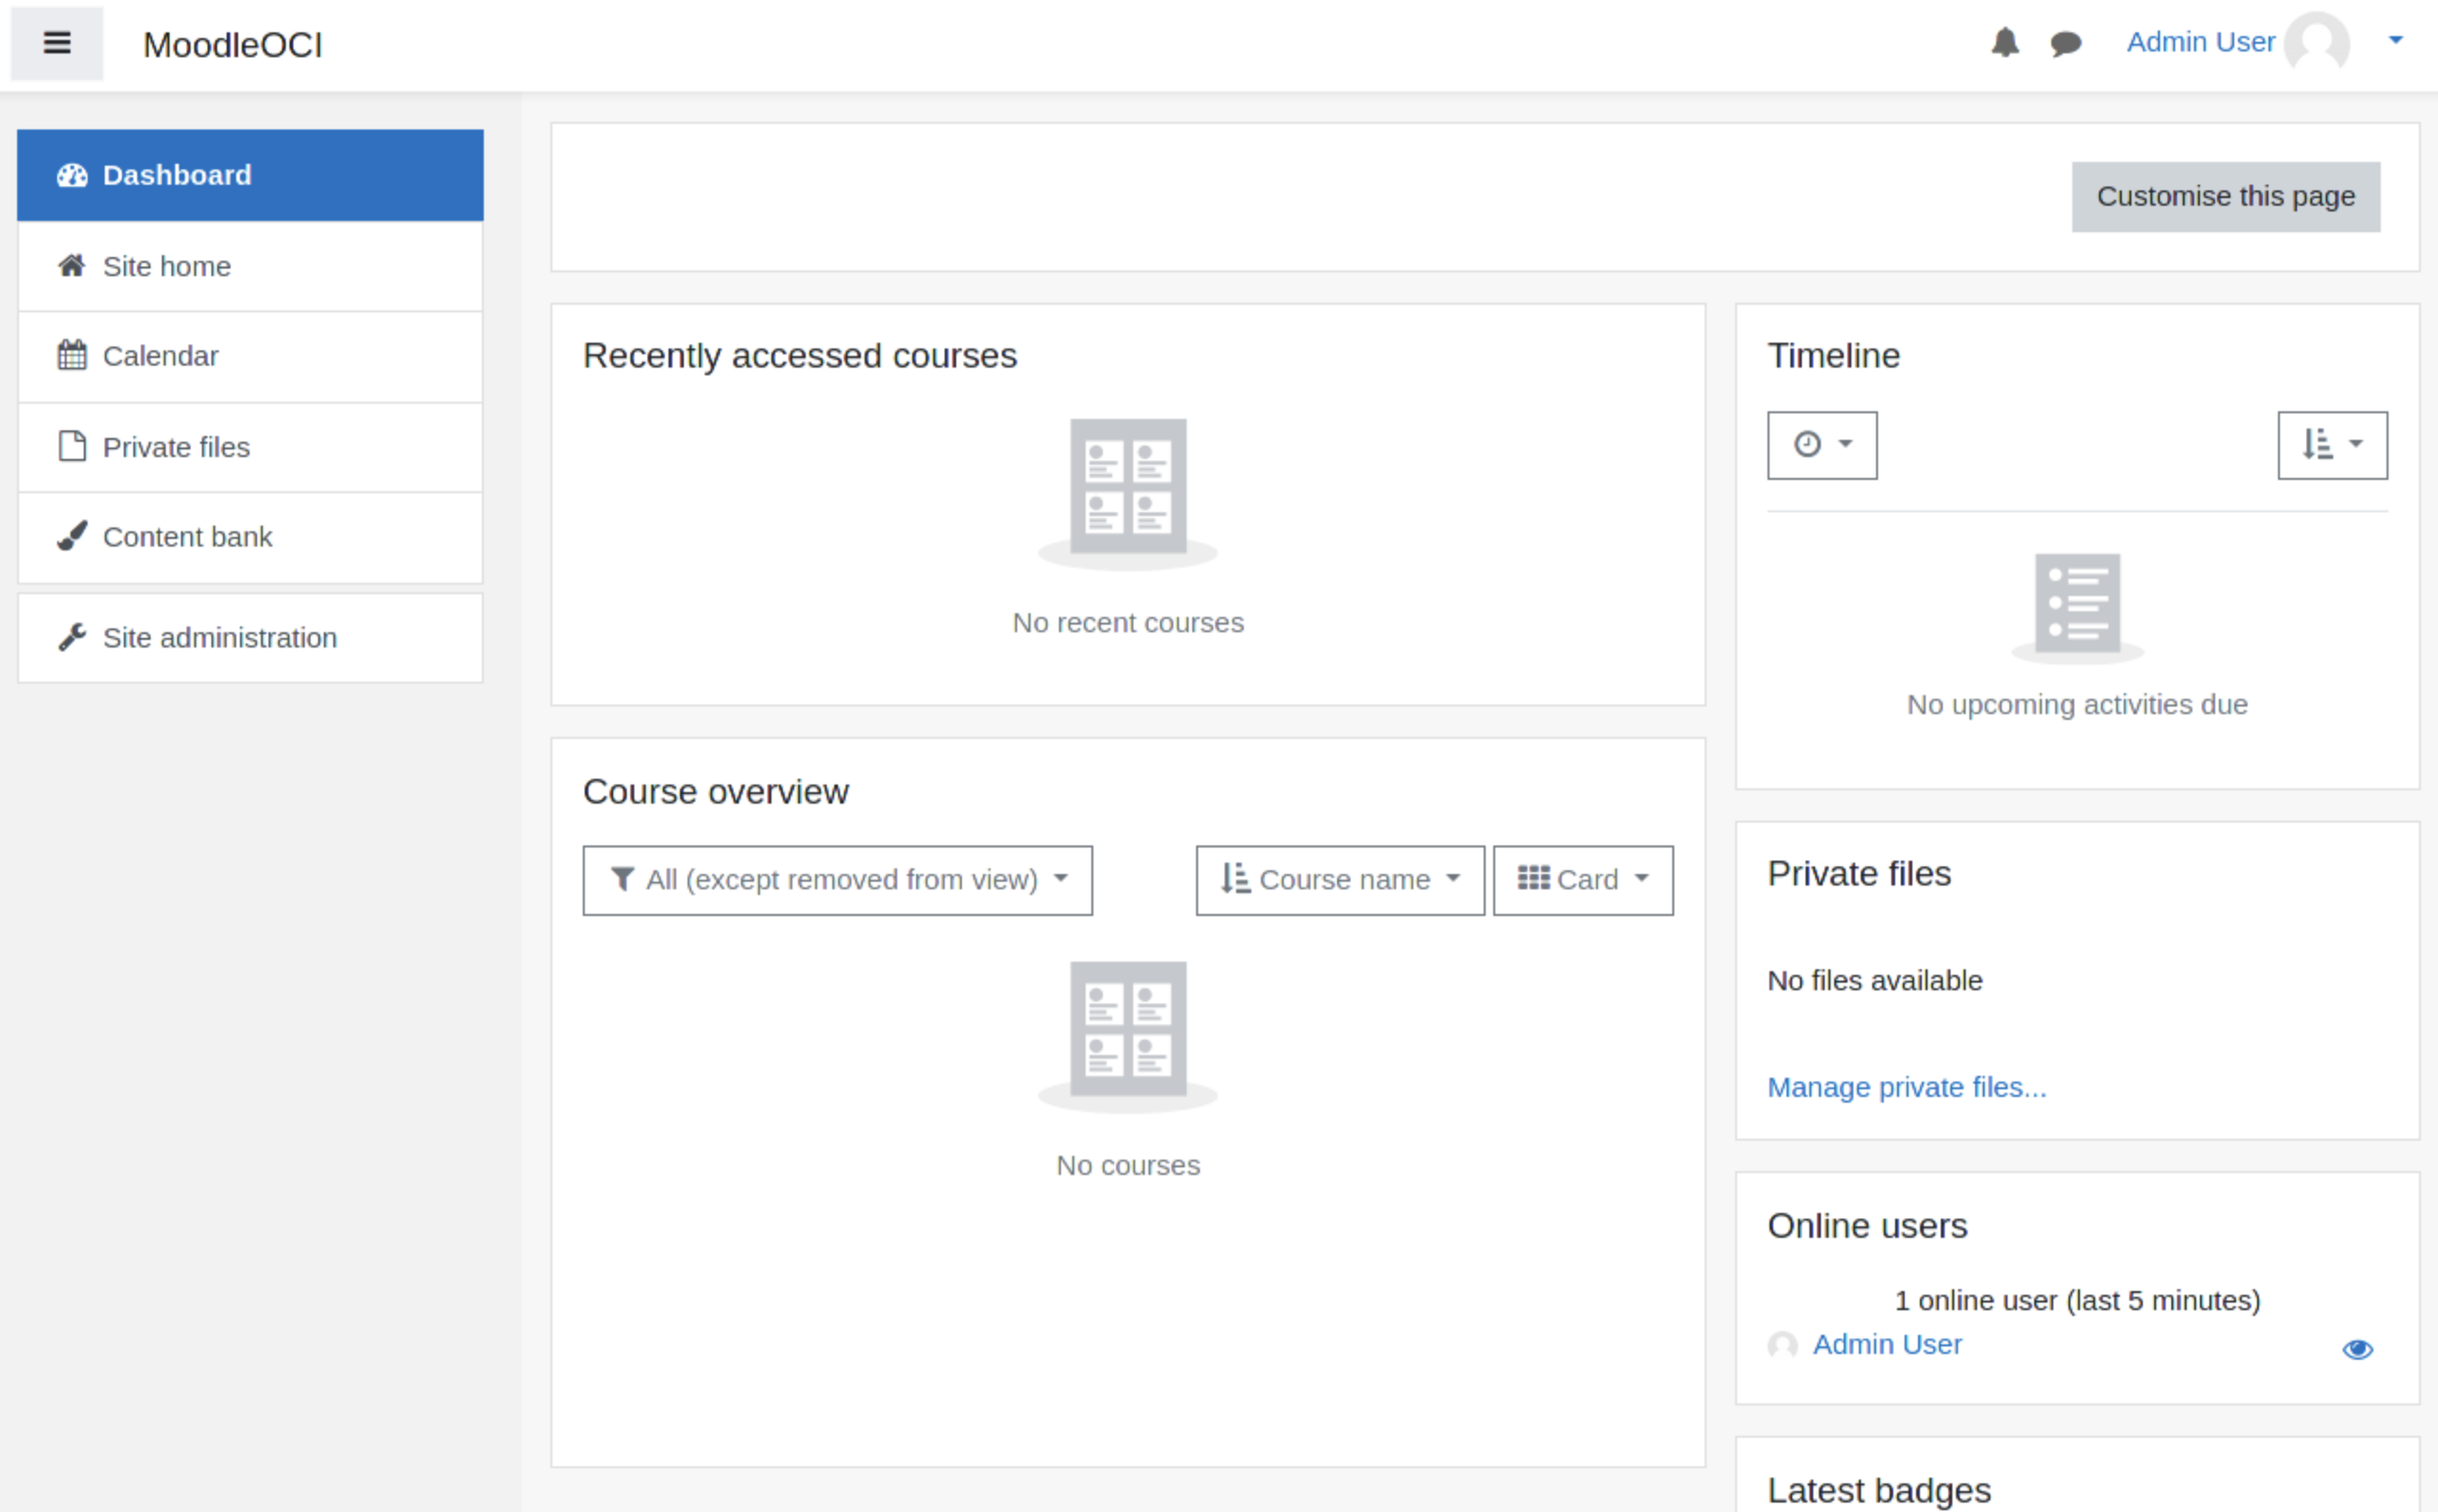 MoodleOCI
Admin User
Dashboard
Site home
Calendar
Private files
Content bank
Site administration
Customise this page
Recently accessed courses
No recent courses
Course overview
All (except removed from view)
Course name
Card
No courses
Timeline
No upcoming activities due
Private files
No files available
Manage private files...
Online users
1 online user (last 5 minutes)
Admin User
Latest badges